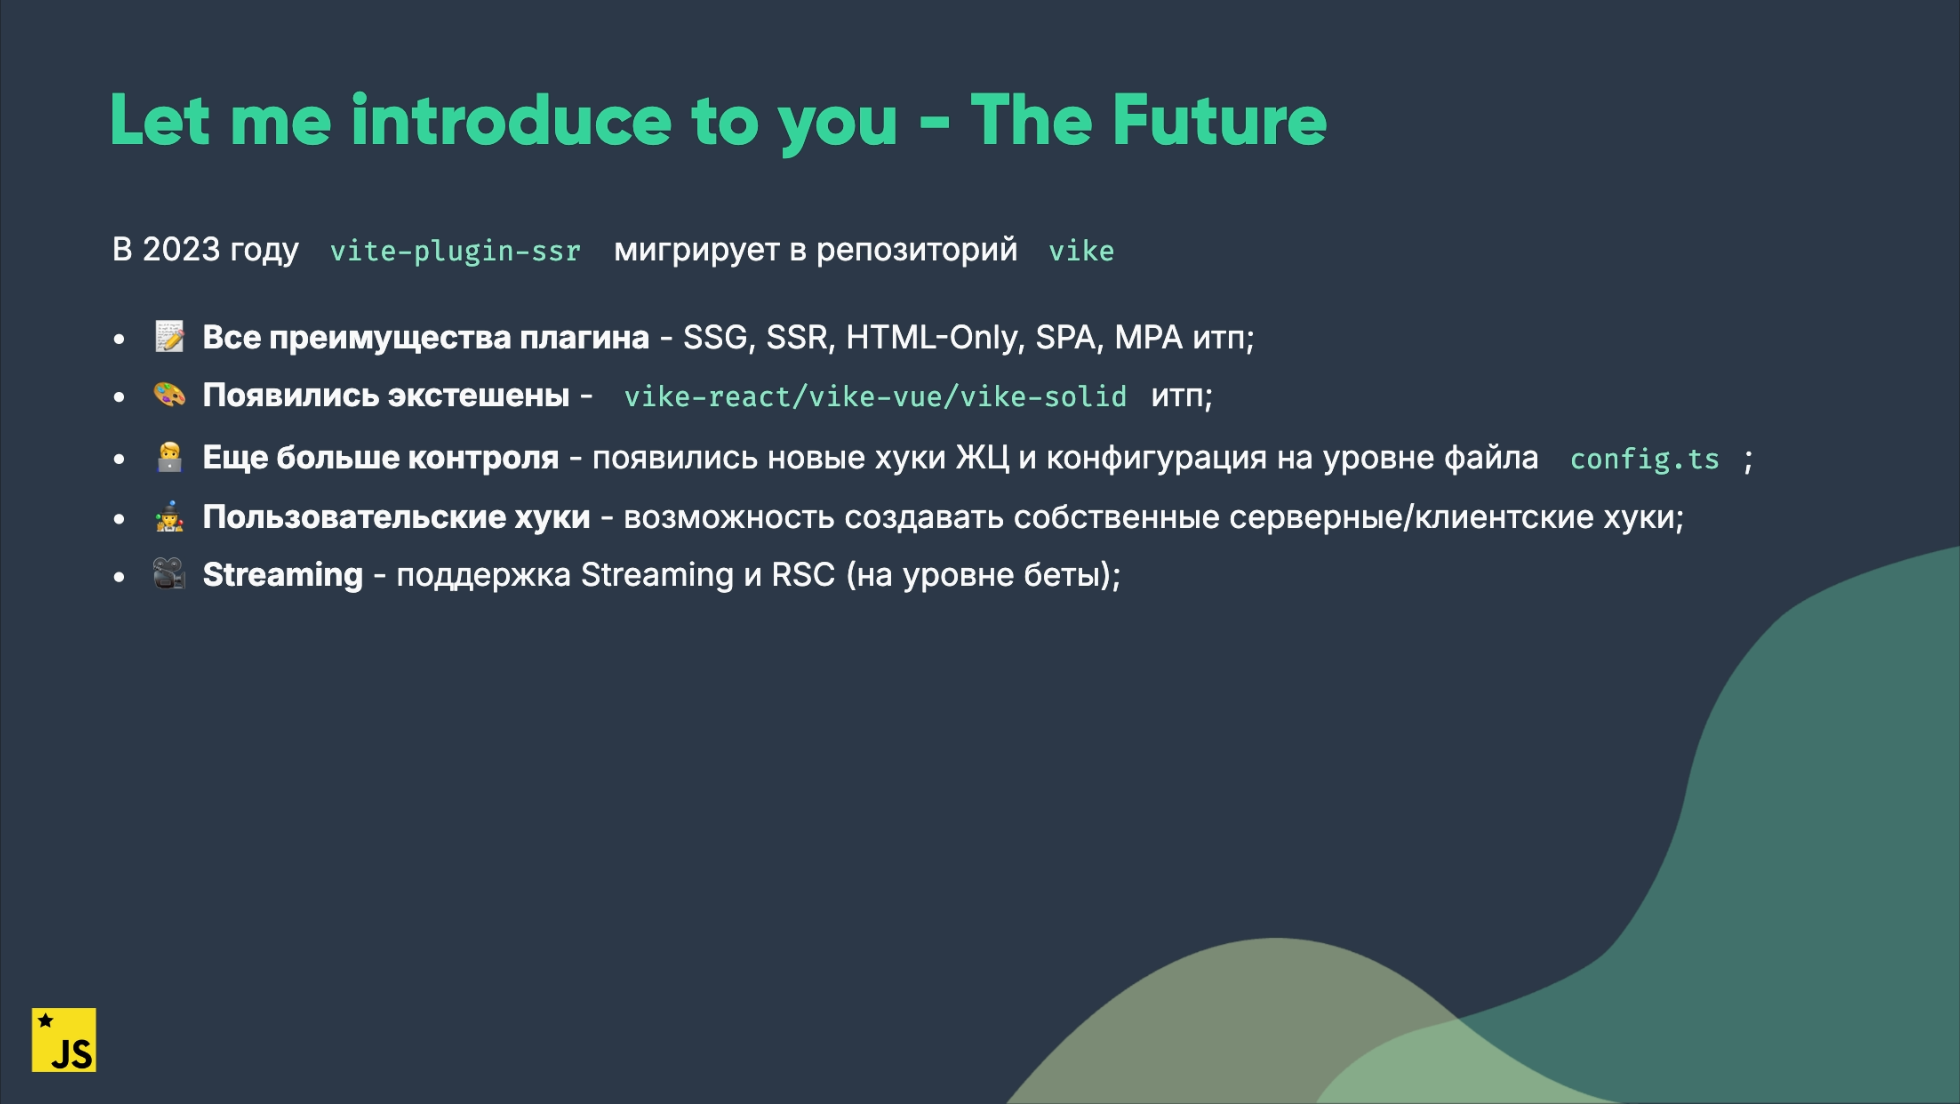 Let me introduce to you - The Future
В 2023 году vite-plugin-ssr мигрирует в репозиторий vike
• 📝 Все преимущества плагина - SSG, SSR, HTML-Only, SPA, MPA итп;
• 🎨 Появились экстешены - vike-react/vike-vue/vike-solid итп;
• 🧑‍💻 Еще больше контроля - появились новые хуки ЖЦ и конфигурация на уровне файла config.ts ;
• 🤹 Пользовательские хуки - возможность создавать собственные серверные/клиентские хуки;
• 🎥 Streaming - поддержка Streaming и RSC (на уровне беты);
JS